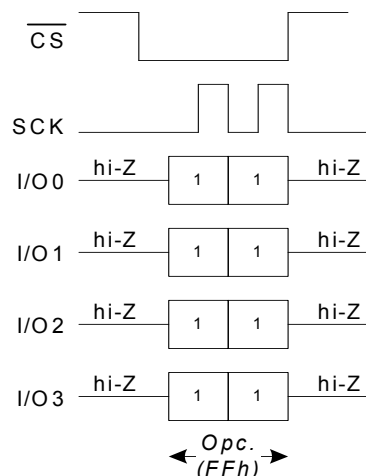 CS
SCK
hi-Z hi-Z
I/O0 1 1
hi-Z hi-Z
I/O1 1 1
hi-Z hi-Z
I/O2 1 1
hi-Z hi-Z
I/O3 1 1
Opc.
(FFh)